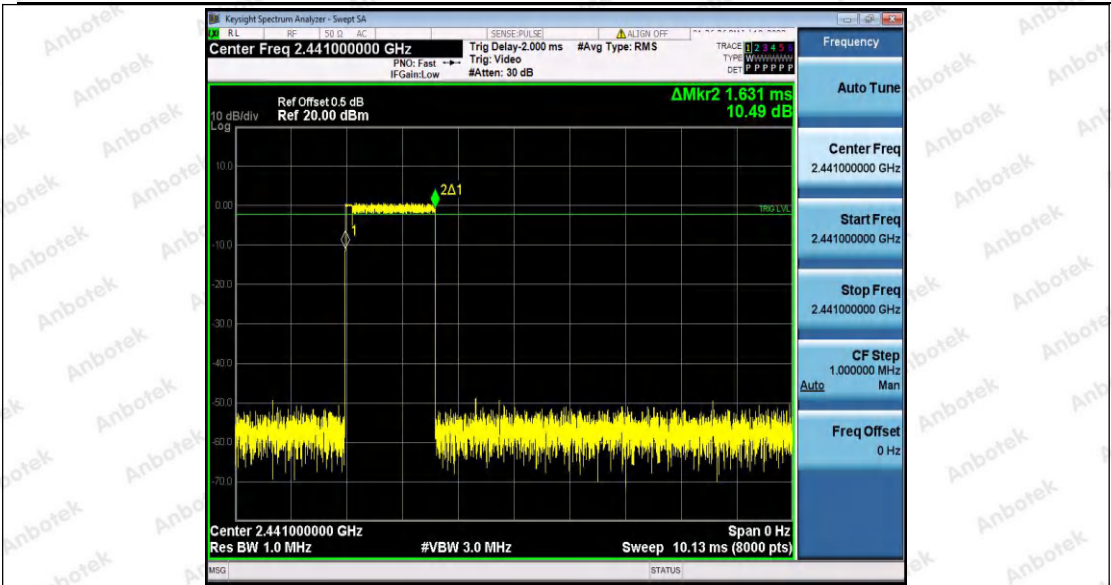 Keysight Spectrum Analyzer - Swept SA
RL RF 50 Ω AC SENSE:PULSE ALIGN OFF
Center Freq 2.441000000 GHz
PNO: Fast
IFGain:Low
Trig Delay-2.000 ms
Trig: Video
#Atten: 30 dB
#Avg Type: RMS
TRACE 1 2 3 4 5 6
TYPE WWWWWW
DET P P P P P P
Frequency
ΔMkr2 1.631 ms
10.49 dB
Ref Offset 0.5 dB
10 dB/div Ref 20.00 dBm
Log
10.0
0.00
-10.0
-30.0
-40.0
-50.0
-60.0
-70.0
2Δ1
1
TRIG LVL
Center 2.441000000 GHz
Span 0 Hz
Res BW 1.0 MHz
#VBW 3.0 MHz
Sweep 10.13 ms (8000 pts)
MSG
STATUS
Auto Tune
Center Freq
2.441000000 GHz
Start Freq
2.441000000 GHz
Stop Freq
2.441000000 GHz
CF Step
1.000000 MHz
Auto Man
Freq Offset
0 Hz
Anbotek